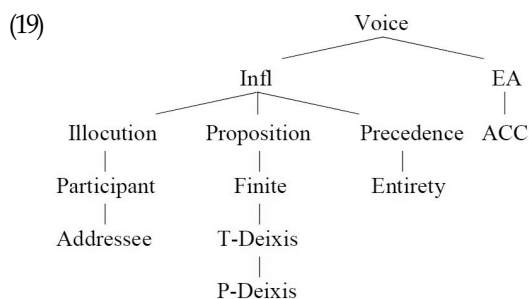 (19) Voice
Infl EA
Illocution Proposition Precedence ACC
Participant Finite Entirety
Addressee T-Deixis
P-Deixis